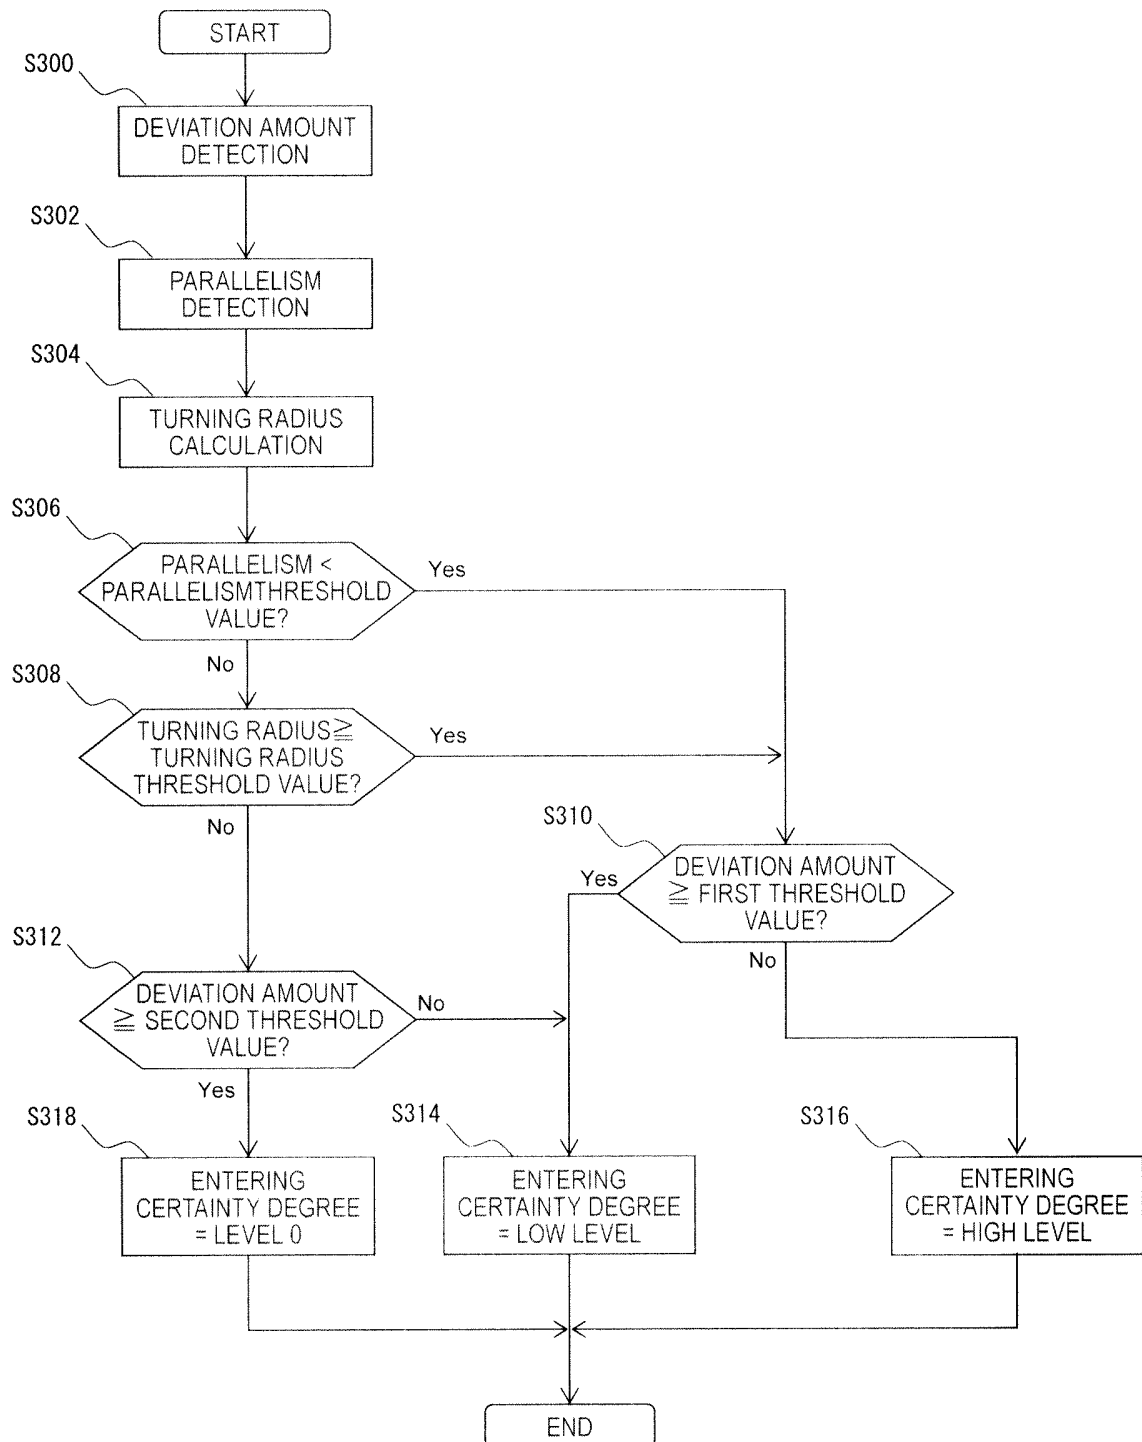 START
S300
DEVIATION AMOUNT
DETECTION
S302
PARALLELISM
DETECTION
S304
TURNING RADIUS
CALCULATION
S306
PARALLELISM <
PARALLELISMTHRESHOLD
VALUE?
Yes
No
S308
TURNING RADIUS≧
TURNING RADIUS
THRESHOLD VALUE?
Yes
No
S310
DEVIATION AMOUNT
≧ FIRST THRESHOLD
VALUE?
Yes
No
S312
DEVIATION AMOUNT
≧ SECOND THRESHOLD
VALUE?
No
Yes
S318
ENTERING
CERTAINTY DEGREE
= LEVEL 0
S314
ENTERING
CERTAINTY DEGREE
= LOW LEVEL
S316
ENTERING
CERTAINTY DEGREE
= HIGH LEVEL
END